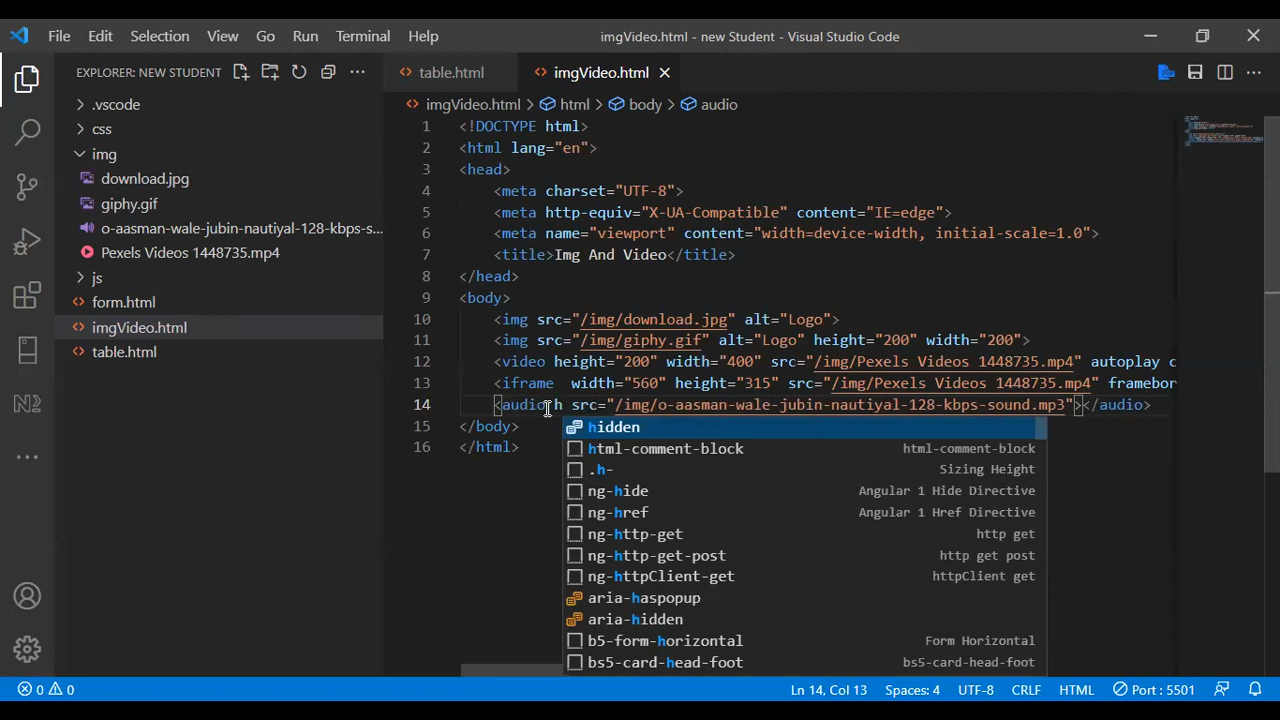 File Edit Selection View Go Run Terminal Help imgVideo.html - new Student - Visual Studio Code
EXPLORER: NEW STUDENT
.vscode
css
img
download.jpg
giphy.gif
o-aasman-wale-jubin-nautiyal-128-kbps-s...
Pexels Videos 1448735.mp4
js
form.html
imgVideo.html
table.html
table.html imgVideo.html
imgVideo.html > html > body > audio
1 <!DOCTYPE html>
2 <html lang="en">
3 <head>
4 <meta charset="UTF-8">
5 <meta http-equiv="X-UA-Compatible" content="IE=edge">
6 <meta name="viewport" content="width=device-width, initial-scale=1.0">
7 <title>Img And Video</title>
8 </head>
9 <body>
10 <img src="/img/download.jpg" alt="Logo">
11 <img src="/img/giphy.gif" alt="Logo" height="200" width="200">
12 <video height="200" width="400" src="/img/Pexels Videos 1448735.mp4" autoplay c
13 <iframe width="560" height="315" src="/img/Pexels Videos 1448735.mp4" framebor
14 <audio h src="/img/o-aasman-wale-jubin-nautiyal-128-kbps-sound.mp3"></audio>
15 </body>
16 </html>
hidden
html-comment-block html-comment-block
.h- Sizing Height
ng-hide Angular 1 Hide Directive
ng-href Angular 1 Href Directive
ng-http-get http get
ng-http-get-post http get post
ng-httpClient-get httpClient get
aria-haspopup
aria-hidden
b5-form-horizontal Form Horizontal
bs5-card-head-foot bs5-card-head-foot
0 0 Ln 14, Col 13 Spaces: 4 UTF-8 CRLF HTML Port : 5501